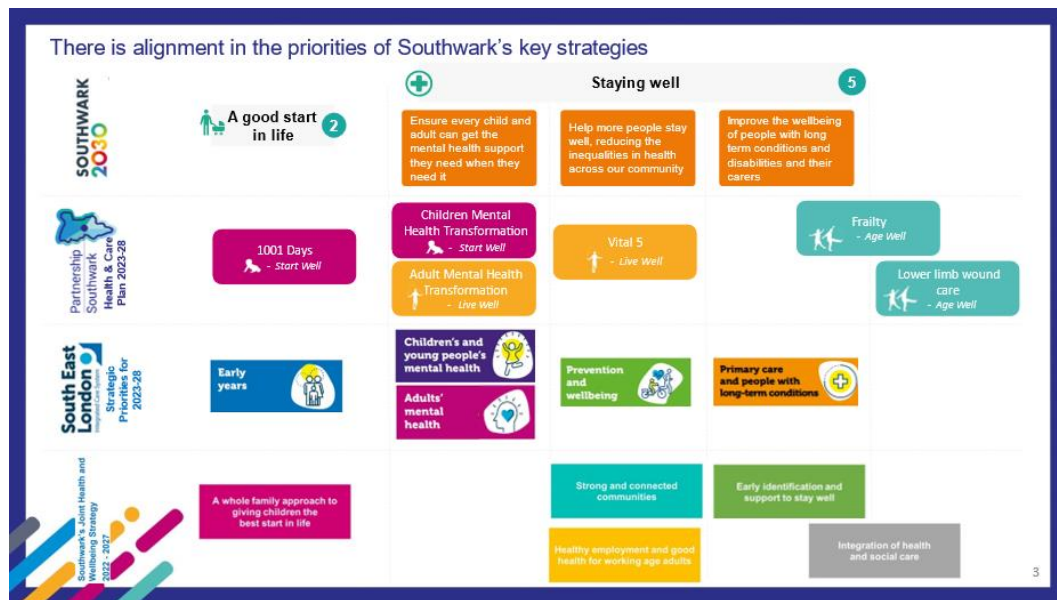 There is alignment in the priorities of Southwark's key strategies
SOUTHWARK
2030
A good start
in life
2
Staying well
5
Ensure every child and
adult can get the
mental health support
they need when they
need it
Help more people stay
well, reducing the
inequalities in health
across our community
Improve the wellbeing
of people with long
term conditions and
disabilities and their
carers
Partnership
Southwark
Health & Care
Plan 2023-28
1001 Days
- Start Well
Children Mental
Health Transformation
- Start Well
Adult Mental Health
Transformation
- Live Well
Vital 5
- Live Well
Frailty
- Age Well
Lower limb wound
care
- Age Well
South East
London
Integrated Care System
Strategic
Priorities for
2023-28
Early
years
Children's and
young people's
mental health
Adults'
mental
health
Prevention
and
wellbeing
Primary care
and people with
long-term conditions
Southwark's Joint Health and
Wellbeing Strategy
2022 - 2027
A whole family approach to
giving children the
best start in life
Strong and connected
communities
Healthy employment and good
health for working age adults
Early identification and
support to stay well
Integration of health
and social care
3